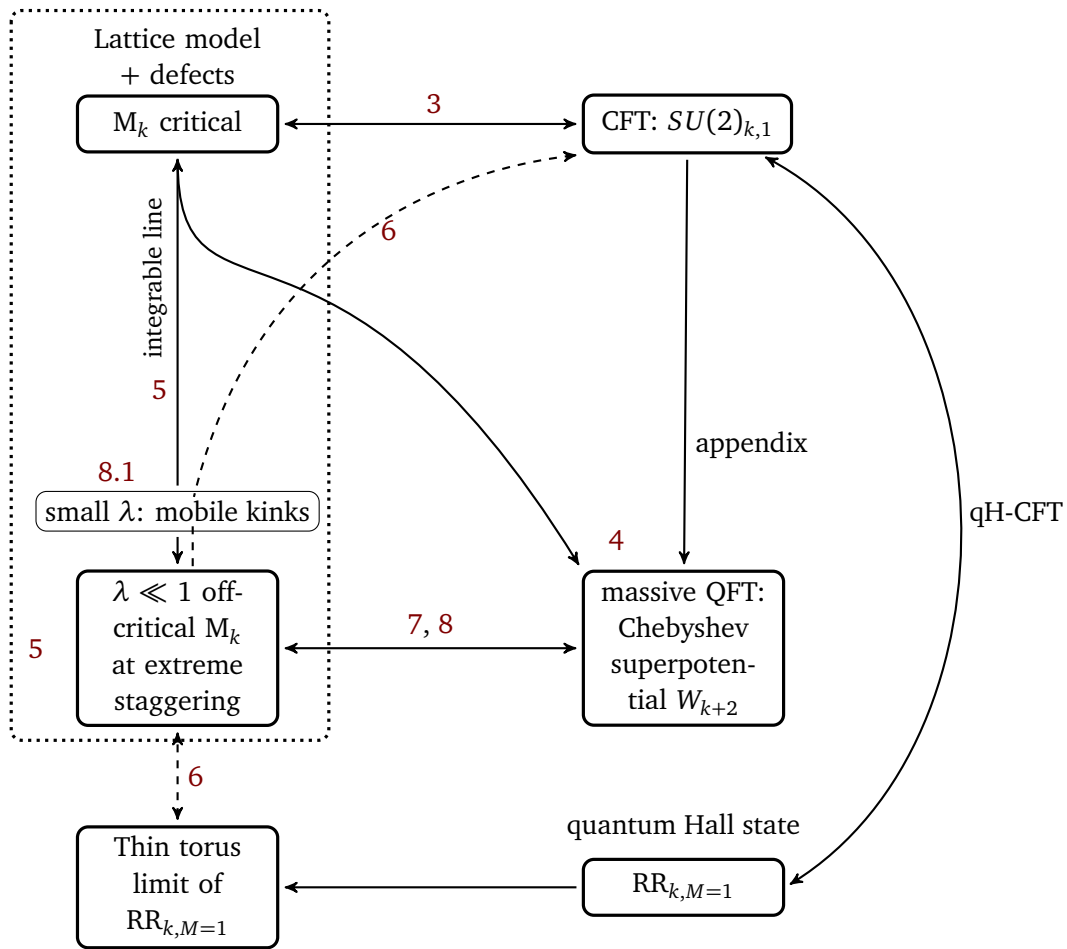 Lattice model
+ defects
M_k critical
3
CFT: SU(2)_{k,1}
integrable line
6
5
appendix
8.1
small λ: mobile kinks
qH-CFT
4
λ ≪ 1 off-
critical M_k
at extreme
staggering
5
7, 8
massive QFT:
Chebyshev
superpoten-
tial W_{k+2}
6
Thin torus
limit of
RR_{k,M=1}
quantum Hall state
RR_{k,M=1}